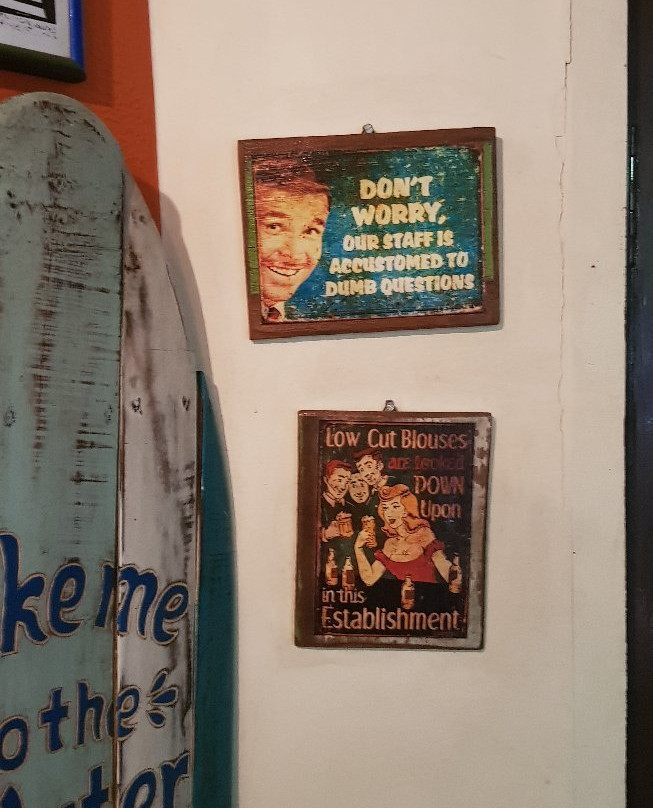 DON'T
WORRY,
OUR STAFF IS
ACCUSTOMED TO
DUMB QUESTIONS
Low Cut Blouses
are looked
DOWN
Upon
in this
Establishment
ke me
o the
ater